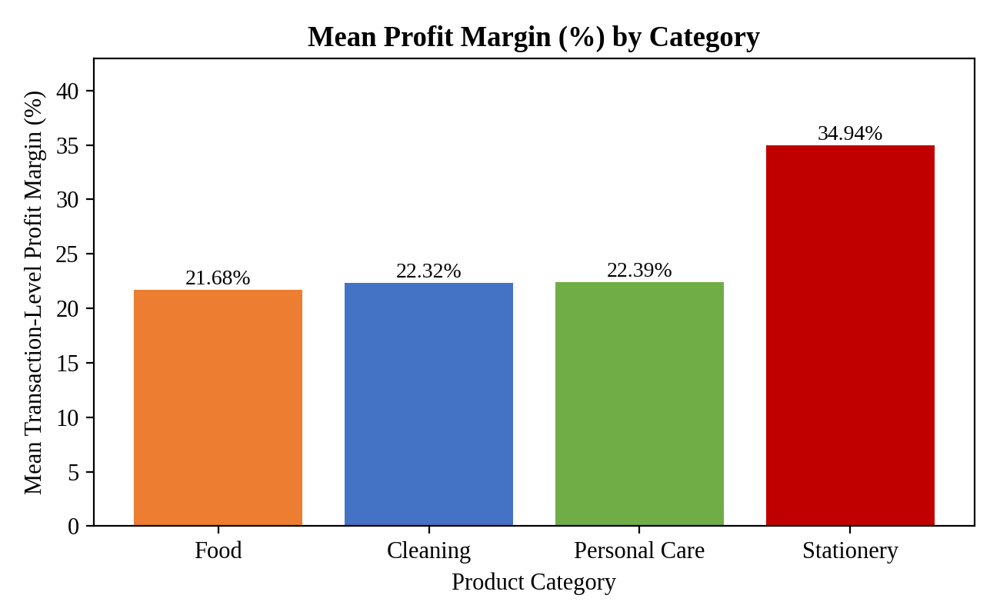 Mean Profit Margin (%) by Category
Mean Transaction-Level Profit Margin (%)
40
35
30
25
20
15
10
5
0
21.68%
22.32%
22.39%
34.94%
Food
Cleaning
Personal Care
Stationery
Product Category